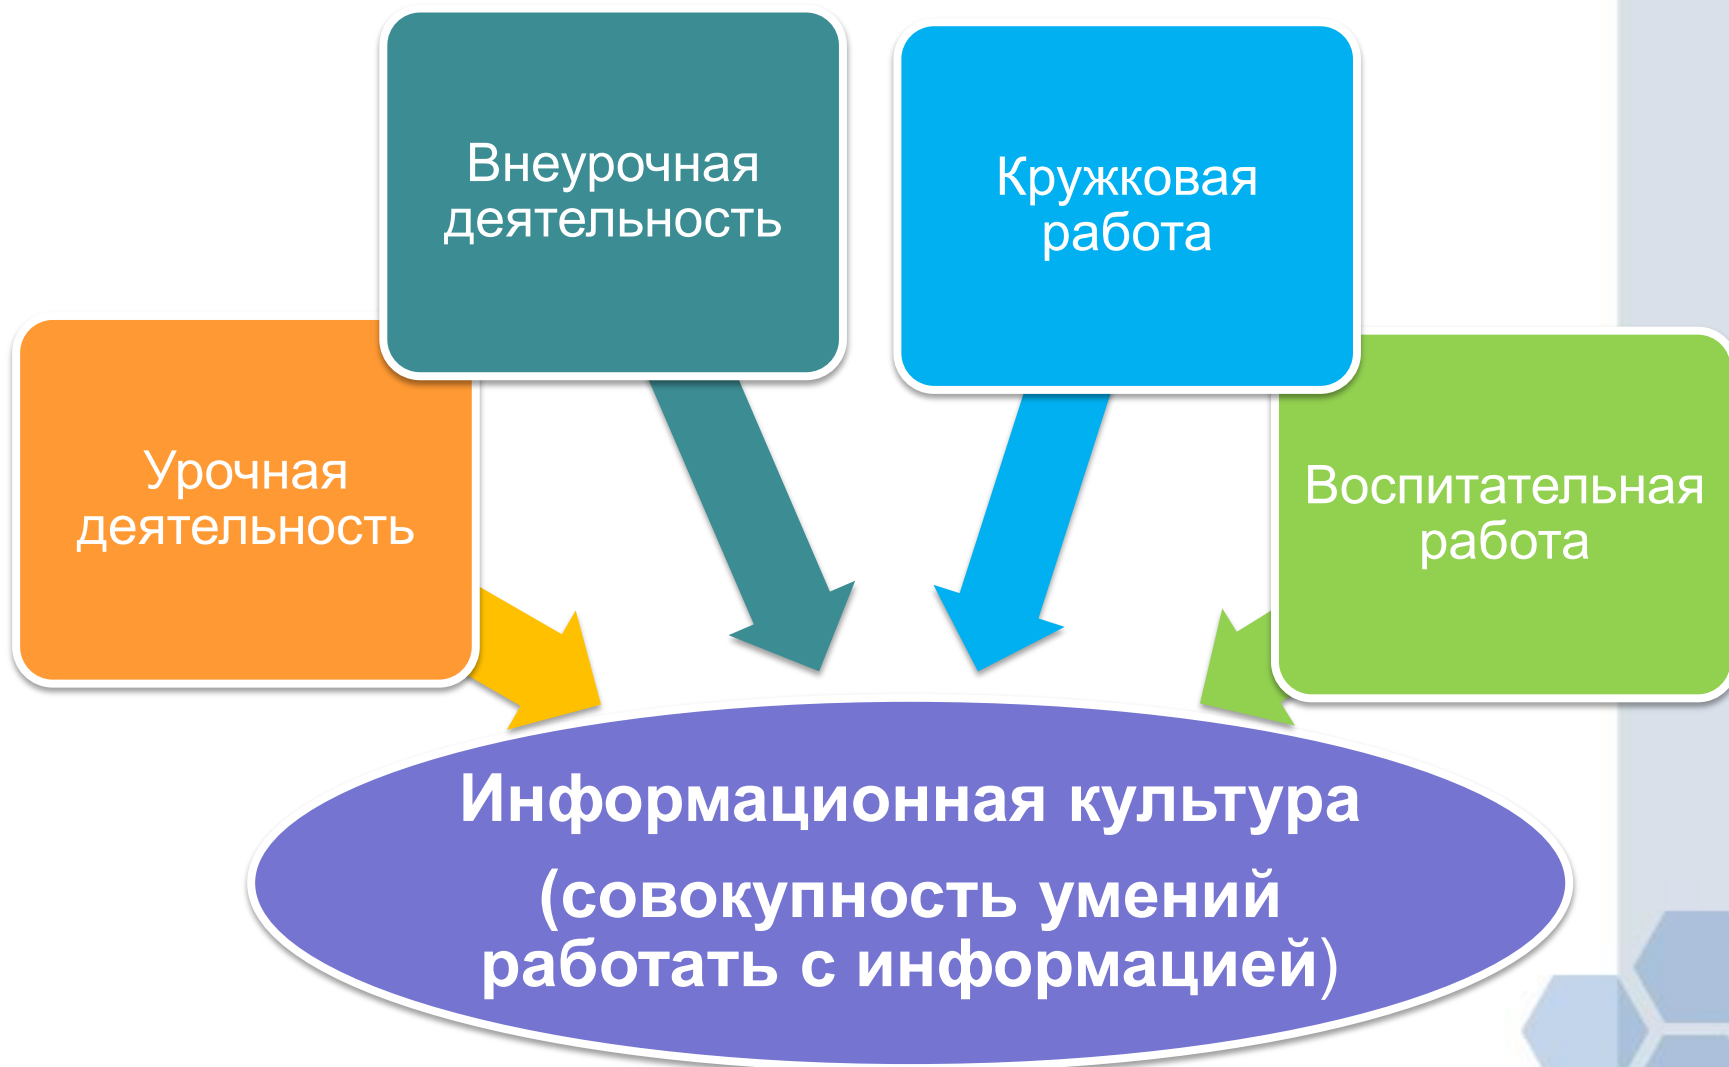 Внеурочная
деятельность
Кружковая
работа
Урочная
деятельность
Воспитательная
работа
Информационная культура
(совокупность умений
работать с информацией)